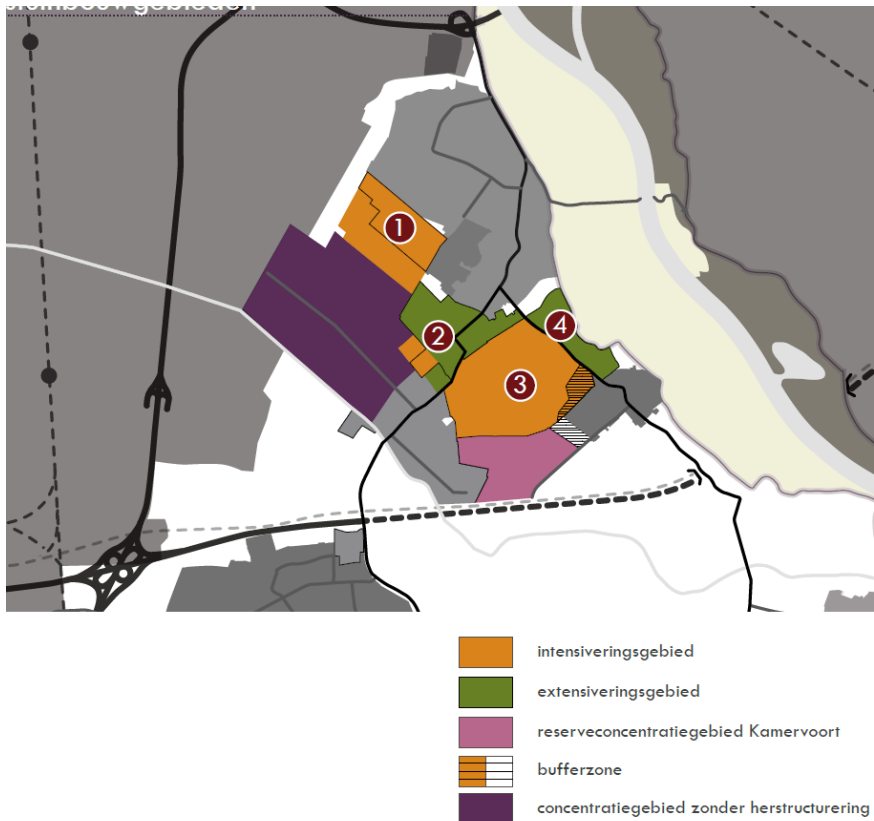 1
2
4
3
intensiveringsgebied
extensiveringsgebied
reserveconcentratiegebied Kamervoort
bufferzone
concentratiegebied zonder herstructurering